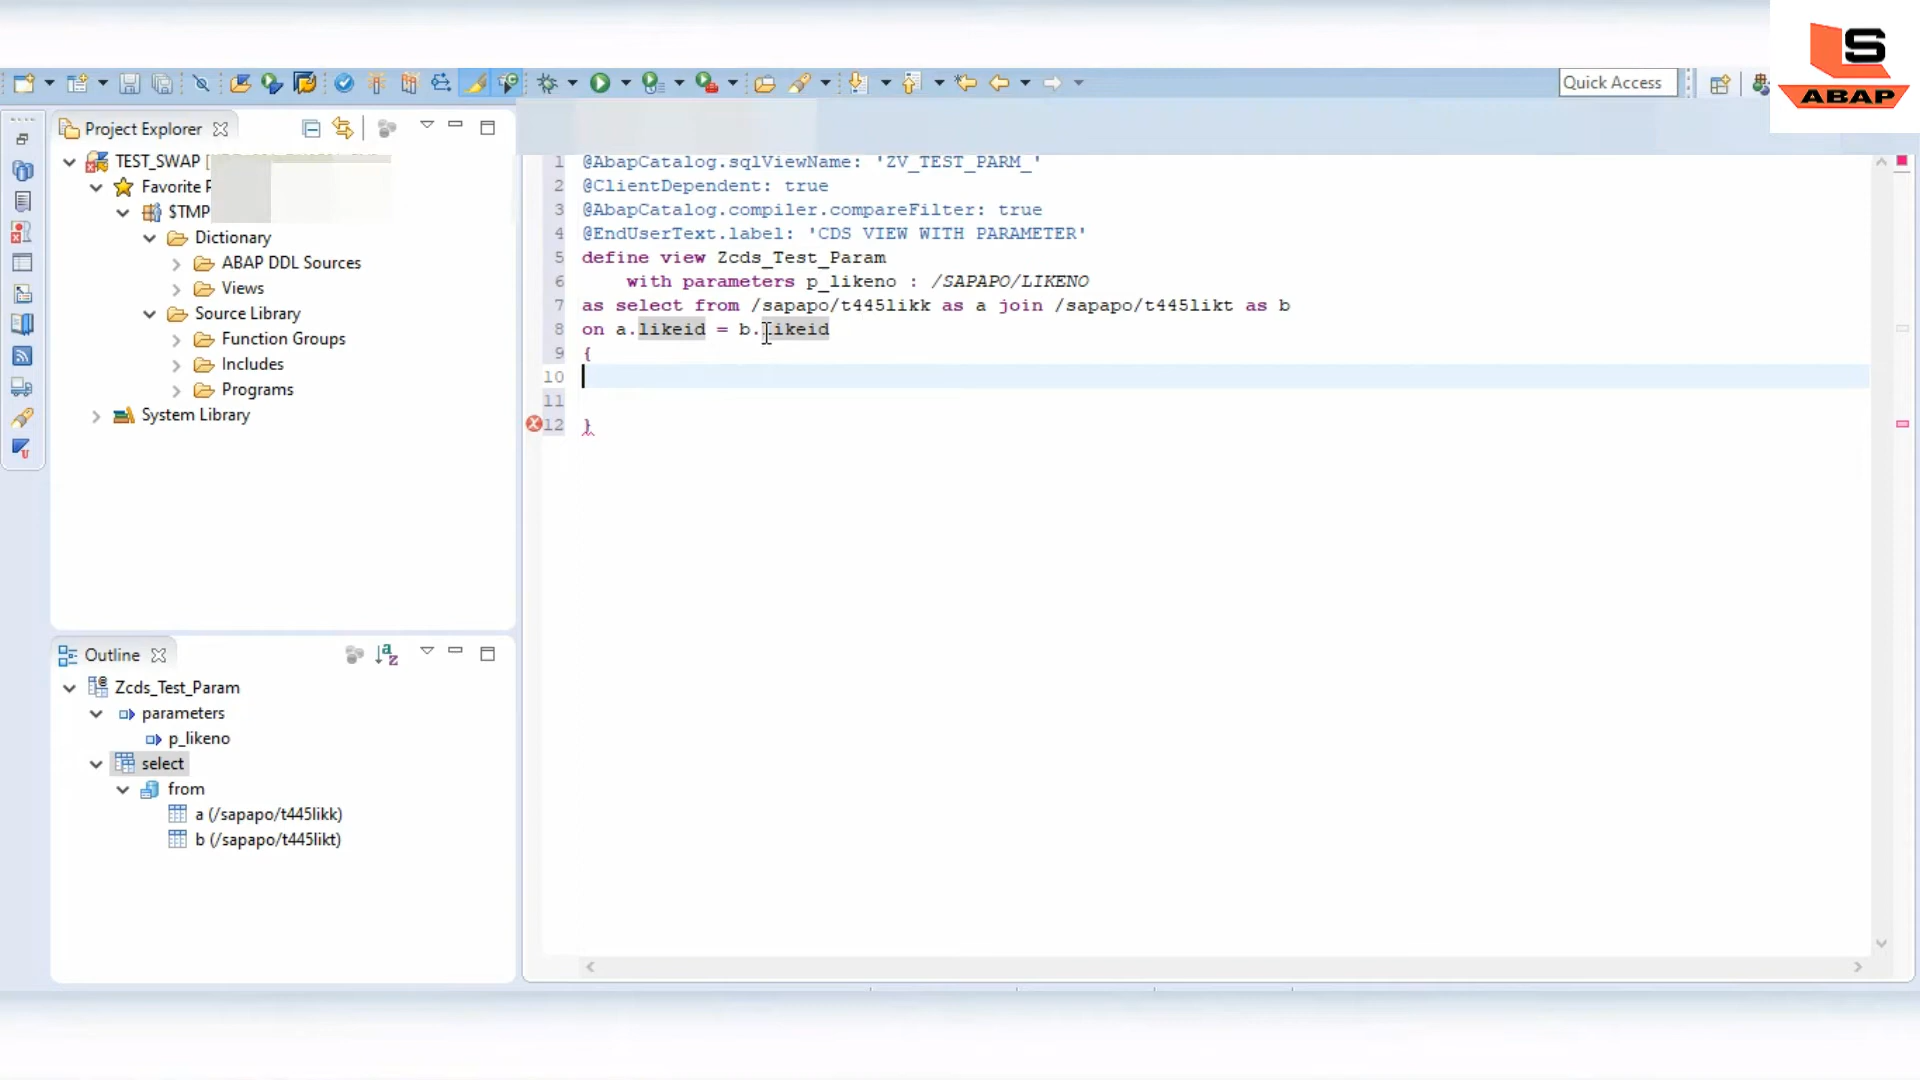 S
ABAP
Quick Access
Project Explorer
TEST_SWAP [
Favorite P
$TMP
Dictionary
ABAP DDL Sources
Views
Source Library
Function Groups
Includes
Programs
System Library
Outline
Zcds_Test_Param
parameters
p_likeno
select
from
a (/sapapo/t445likk)
b (/sapapo/t445likt)
1 @AbapCatalog.sqlViewName: 'ZV_TEST_PARM_'
2 @ClientDependent: true
3 @AbapCatalog.compiler.compareFilter: true
4 @EndUserText.label: 'CDS VIEW WITH PARAMETER'
5 define view Zcds_Test_Param
6 with parameters p_likeno : /SAPAPO/LIKENO
7 as select from /sapapo/t445likk as a join /sapapo/t445likt as b
8 on a.likeid = b.likeid
9 {
10
11
12 }